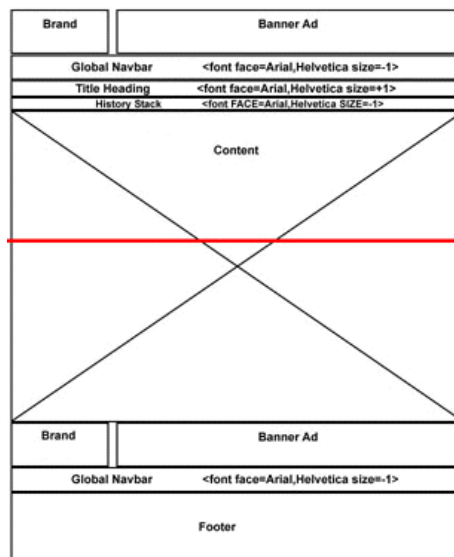 Brand Banner Ad
Global Navbar <font face=Arial,Helvetica size=-1>
Title Heading <font face=Arial,Helvetica size=+1>
History Stack <font FACE=Arial,Helvetica SIZE=-1>
Content
Brand Banner Ad
Global Navbar <font face=Arial,Helvetica size=-1>
Footer